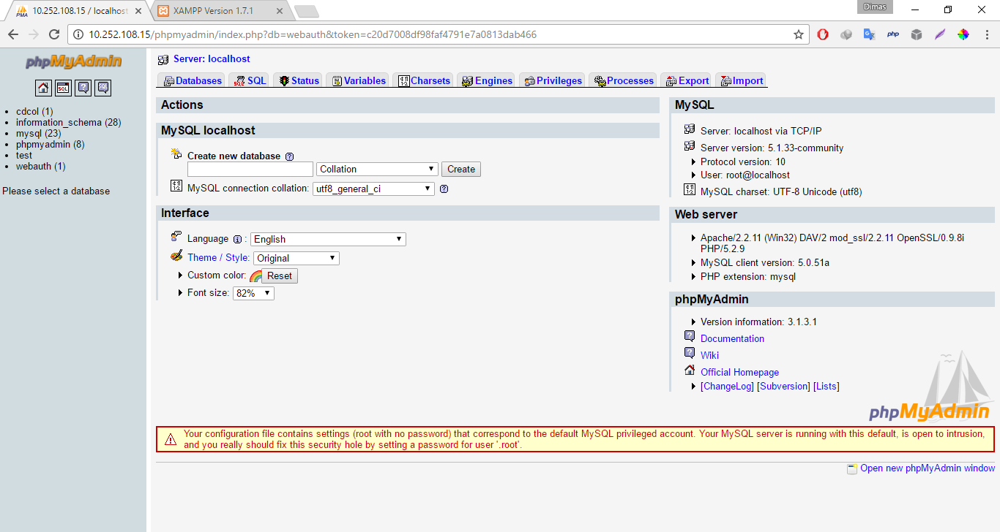 10.252.108.15 / localhost
XAMPP Version 1.7.1
Dimas
10.252.108.15/phpmyadmin/index.php?db=webauth&token=c20d7008df98faf4791e7a0813dab466
php
phpMyAdmin
SQL
cdcol (1)
information_schema (28)
mysql (23)
phpmyadmin (8)
test
webauth (1)
Please select a database
Server: localhost
Databases SQL Status Variables Charsets Engines Privileges Processes Export Import
Actions
MySQL localhost
Create new database
Collation Create
MySQL connection collation: utf8_general_ci
Interface
Language : English
Theme / Style: Original
Custom color: Reset
Font size: 82%
MySQL
Server: localhost via TCP/IP
Server version: 5.1.33-community
Protocol version: 10
User: root@localhost
MySQL charset: UTF-8 Unicode (utf8)
Web server
Apache/2.2.11 (Win32) DAV/2 mod_ssl/2.2.11 OpenSSL/0.9.8i
PHP/5.2.9
MySQL client version: 5.0.51a
PHP extension: mysql
phpMyAdmin
Version information: 3.1.3.1
Documentation
Wiki
Official Homepage
[ChangeLog] [Subversion] [Lists]
phpMyAdmin
Your configuration file contains settings (root with no password) that correspond to the default MySQL privileged account. Your MySQL server is running with this default, is open to intrusion,
and you really should fix this security hole by setting a password for user '.root'.
Open new phpMyAdmin window